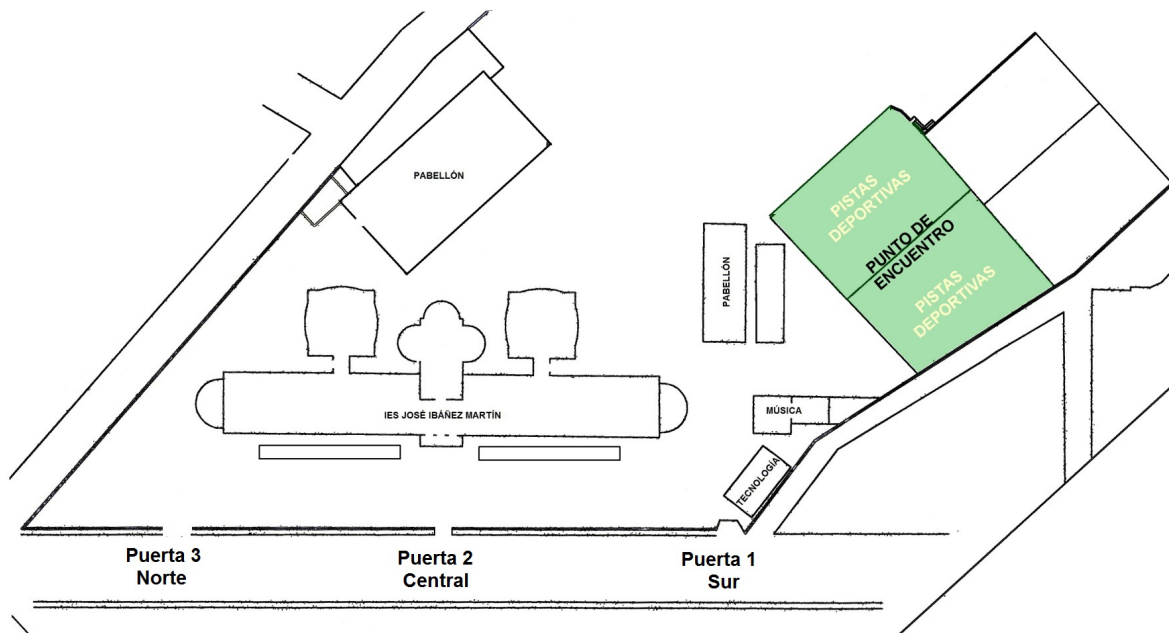 PABELLÓN
PISTAS
DEPORTIVAS
PUNTO DE
ENCUENTRO
PISTAS
DEPORTIVAS
PABELLÓN
IES JOSÉ IBÁÑEZ MARTÍN
MÚSICA
TECNOLOGÍA
Puerta 3
Norte
Puerta 2
Central
Puerta 1
Sur